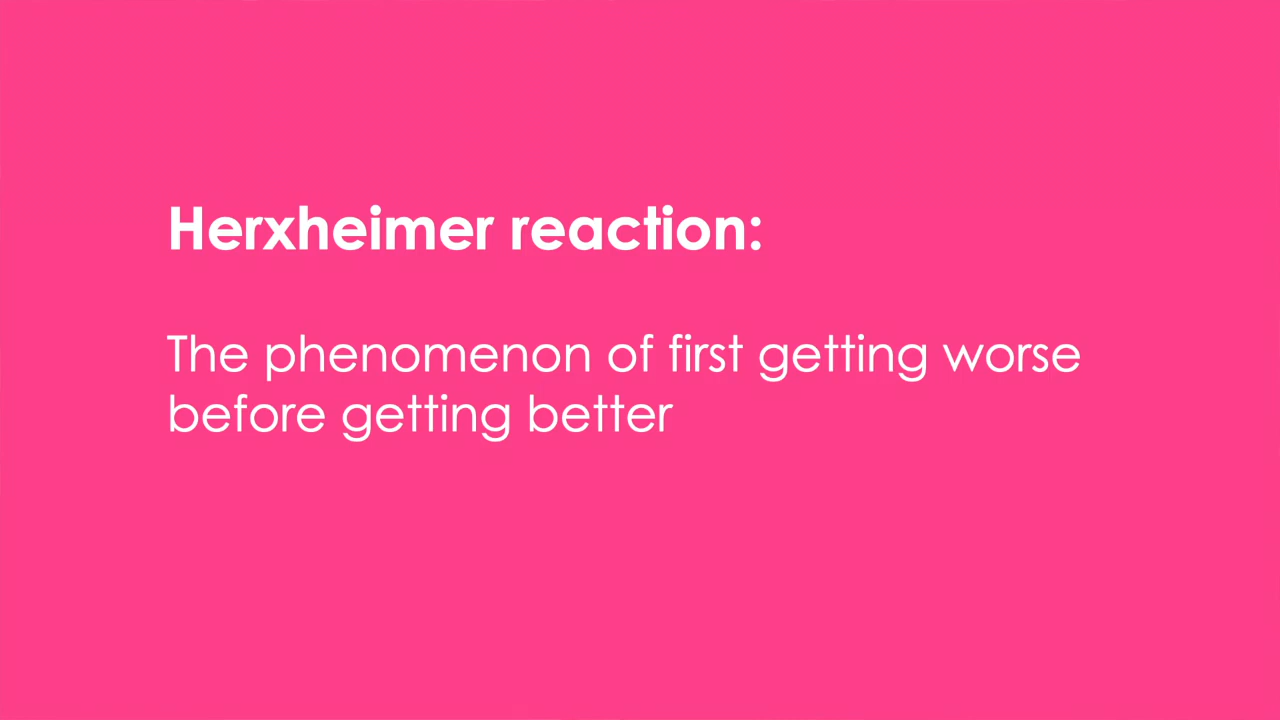 Herxheimer reaction:
The phenomenon of first getting worse
before getting better